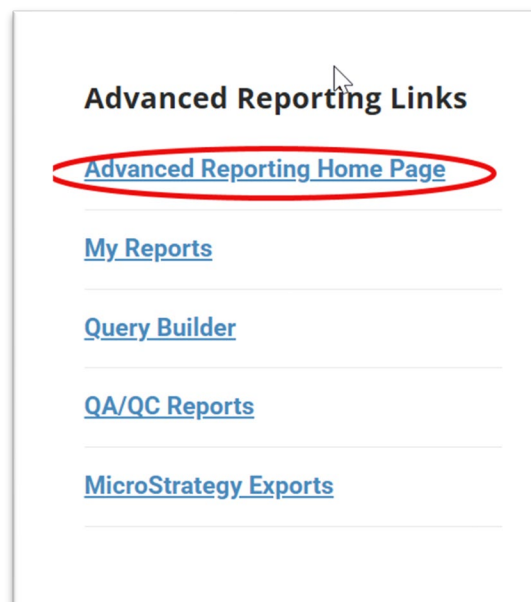 Advanced Reporting Links
Advanced Reporting Home Page
My Reports
Query Builder
QA/QC Reports
MicroStrategy Exports